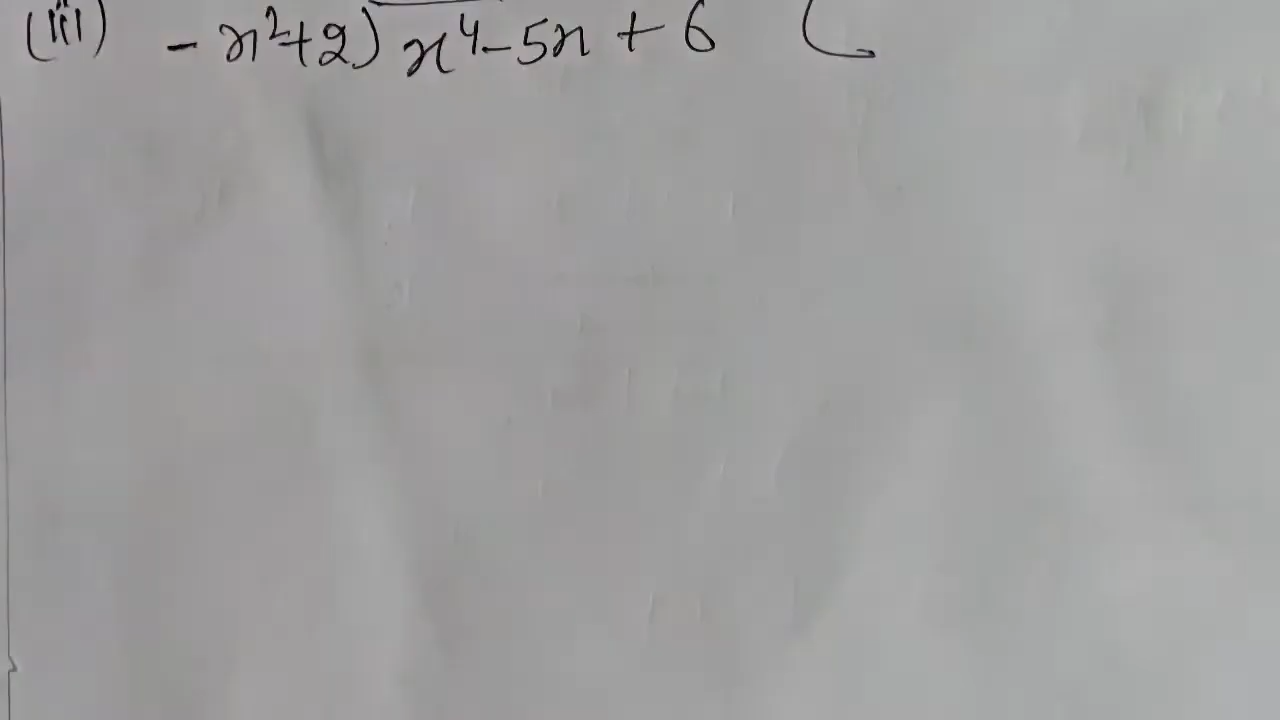 (iii) - x²+2) x⁴-5x + 6 (